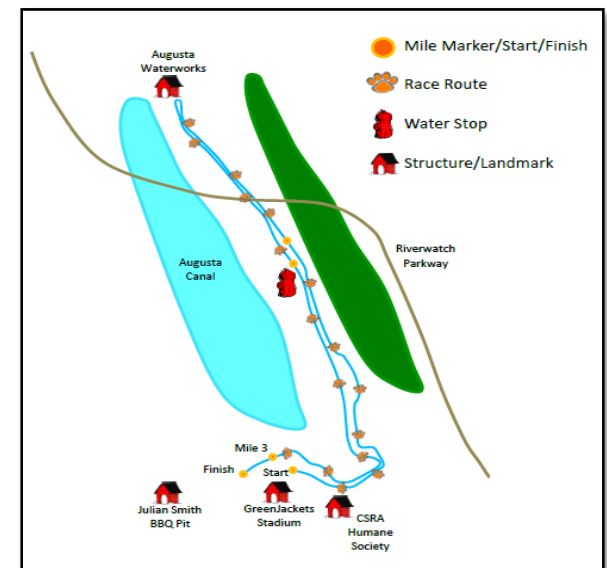 Augusta
Waterworks
Mile Marker/Start/Finish
Race Route
Water Stop
Structure/Landmark
Riverwatch
Parkway
Augusta
Canal
Mile 3
Finish
Start
Julian Smith
BBQ Pit
GreenJackets
Stadium
CSRA
Humane
Society